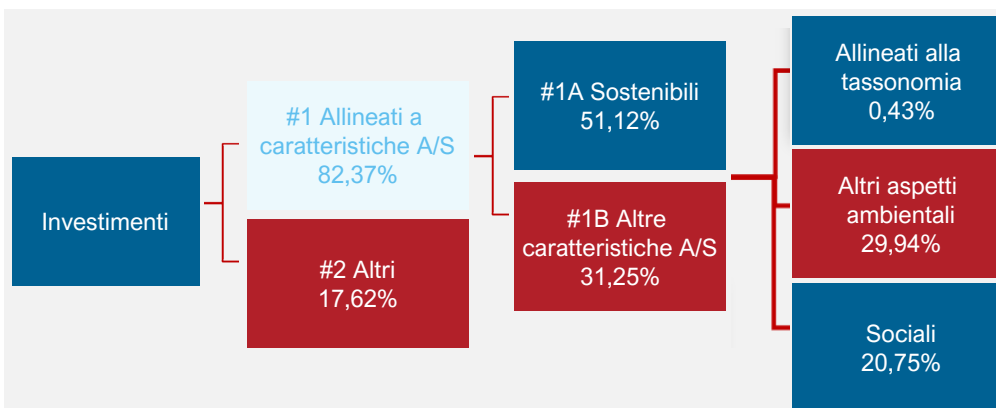 Investimenti
#1 Allineati a
caratteristiche A/S
82,37%
#2 Altri
17,62%
#1A Sostenibili
51,12%
#1B Altre
caratteristiche A/S
31,25%
Allineati alla
tassonomia
0,43%
Altri aspetti
ambientali
29,94%
Sociali
20,75%